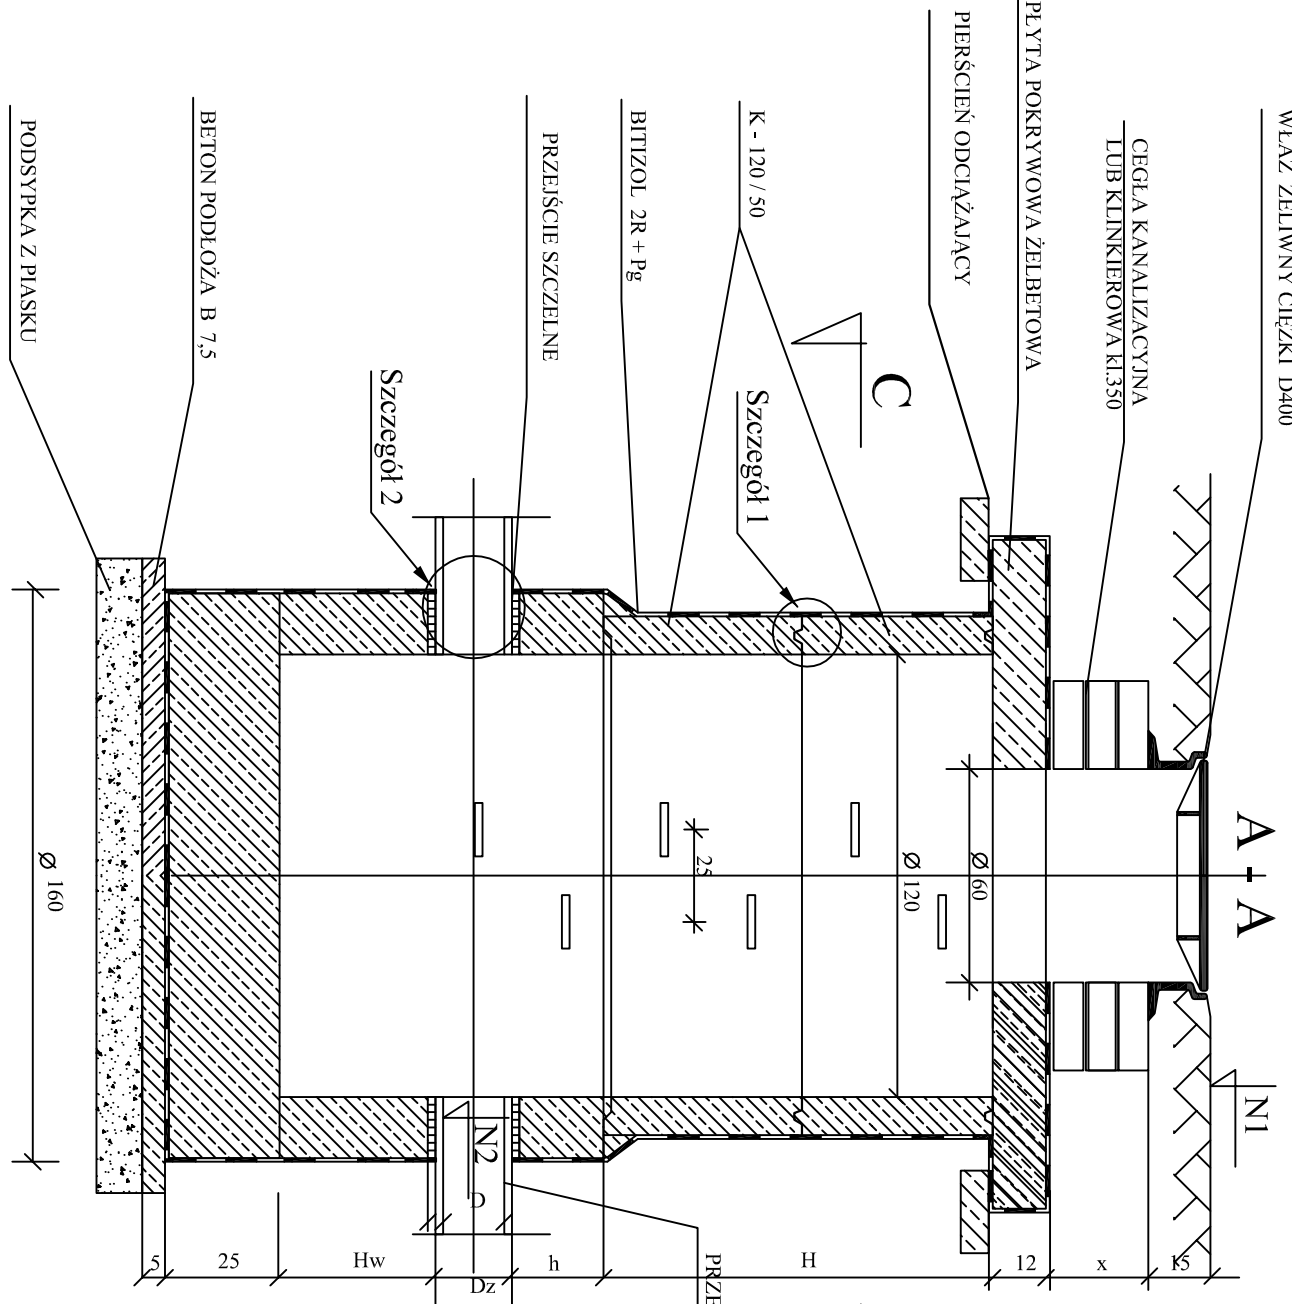 WŁAZ ŻELIWNY CIĘŻKI D400
CEGŁA KANALIZACYJNA
LUB KLINKIEROWA kl.350
PŁYTA POKRYWOWA ŻELBETOWA
PIERŚCIEŃ ODCIĄŻAJĄCY
K - 120 / 50
BITIZOL 2R + Pg
PRZEJŚCIE SZCZELNE
BETON PODŁOŻA B 7,5
PODSYPKA Z PIASKU
C
Szczegół 1
Szczegół 2
A - A
N1
N2
Ø 60
Ø 120
25
Ø 160
D
Dz
15
x
12
H
h
Hw
25
5